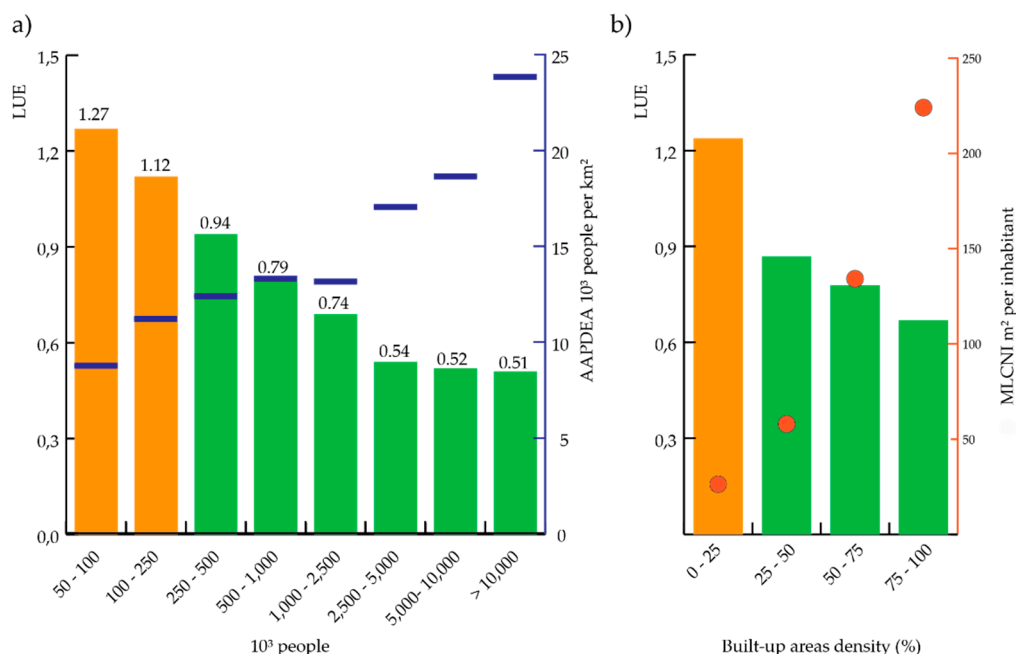 a)
LUE
1,5
1,2
0,9
0,6
0,3
0,0
1.27
1.12
0.94
0.79
0.74
0.54
0.52
0.51
25
20
15
10
5
0
AAPDEA 10³ people per km²
50 - 100
100 - 250
250 - 500
500 - 1,000
1,000 - 2,500
2,500 - 5,000
5,000- 10,000
> 10,000
10³ people
b)
LUE
1,5
1,2
0,9
0,6
0,3
250
200
150
100
50
MLCNI m² per inhabitant
0 - 25
25 - 50
50 - 75
75 - 100
Built-up areas density (%)